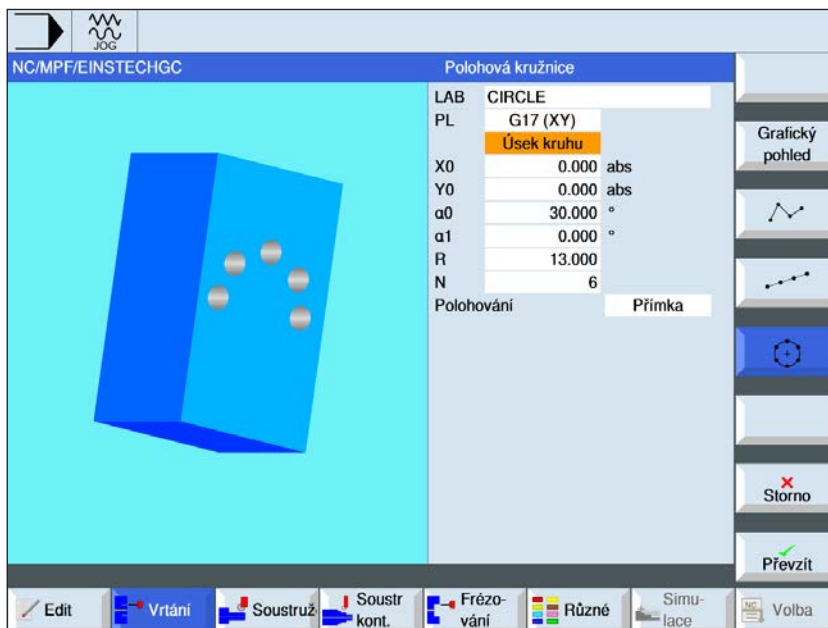 JOG
NC/MPF/EINSTECHGC
Polohová kružnice
LAB CIRCLE
PL G17 (XY)
Úsek kruhu
X0 0.000 abs
Y0 0.000 abs
α0 30.000 °
α1 0.000 °
R 13.000
N 6
Polohování Přímka
Grafický
pohled
Storno
Převzít
Edit
Vrtání
Soustruž
Soustr
kont.
Frézo-
vání
Různé
Simu-
lace
NC
Volba